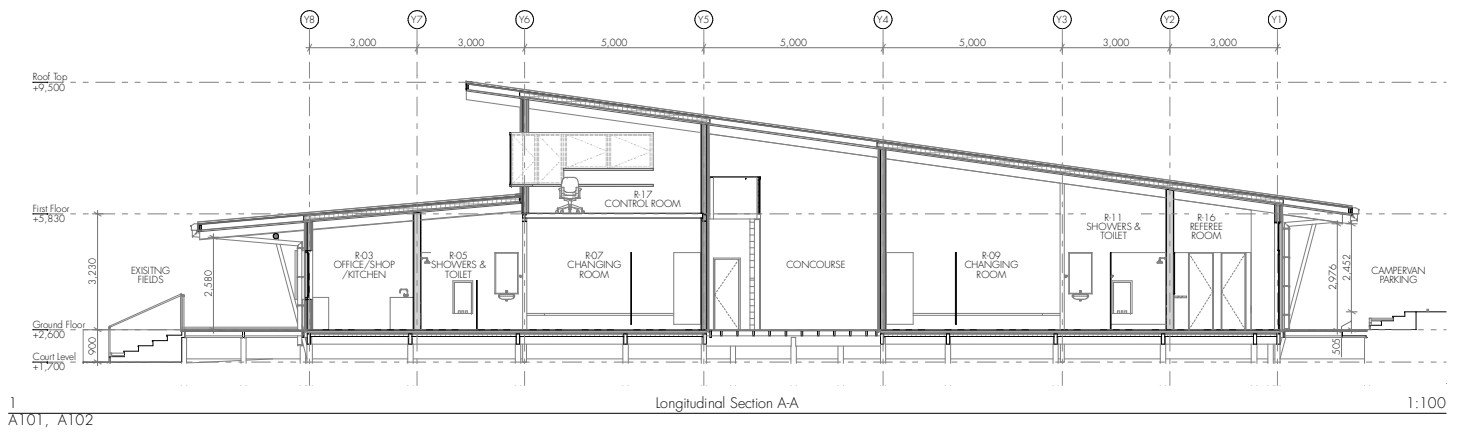 Y8 Y7 Y6 Y5 Y4 Y3 Y2 Y1
3,000 3,000 5,000 5,000 5,000 3,000 3,000
Roof Top
+9,500
First Floor
+5,830
R-17
CONTROL ROOM
R-03
OFFICE/SHOP
/KITCHEN
R-05
SHOWERS &
TOILET
R-07
CHANGING
ROOM
CONCOURSE
R-09
CHANGING
ROOM
R-11
SHOWERS &
TOILET
R-16
REFEREE
ROOM
EXISITING
FIELDS
CAMPERVAN
PARKING
3,230
2,580
2,976
2,452
Ground Floor
+2,600
900
505
Court Level
+1,700
1
Longitudinal Section A-A
1:100
A101, A102